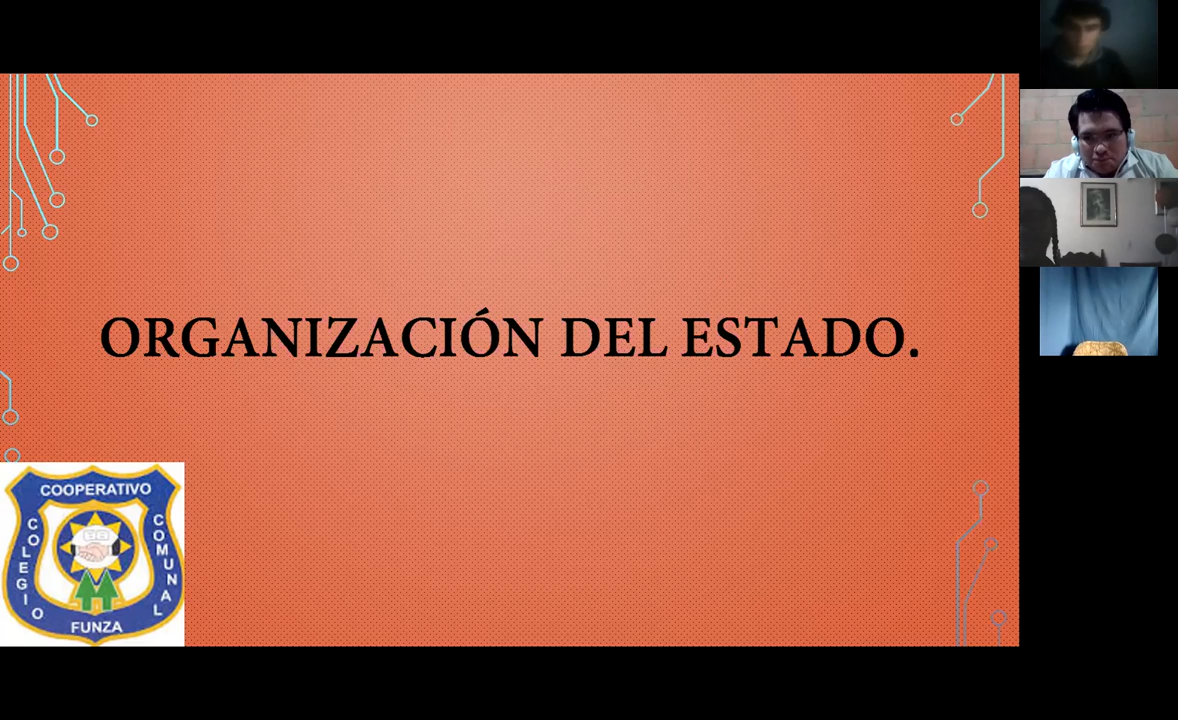 ORGANIZACIÓN DEL ESTADO.
COOPERATIVO
COLEGIO
COMUNAL
FUNZA